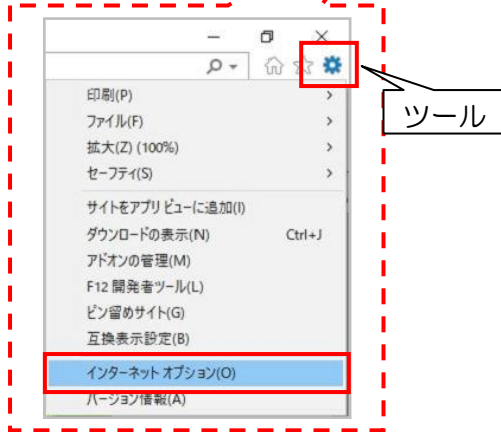 ツール
印刷(P)
ファイル(F)
拡大(Z) (100%)
セーフティ(S)
サイトをアプリ ビューに追加(I)
ダウンロードの表示(N) Ctrl+J
アドオンの管理(M)
F12 開発者ツール(L)
ピン留めサイト(G)
互換表示設定(B)
インターネット オプション(O)
バージョン情報(A)